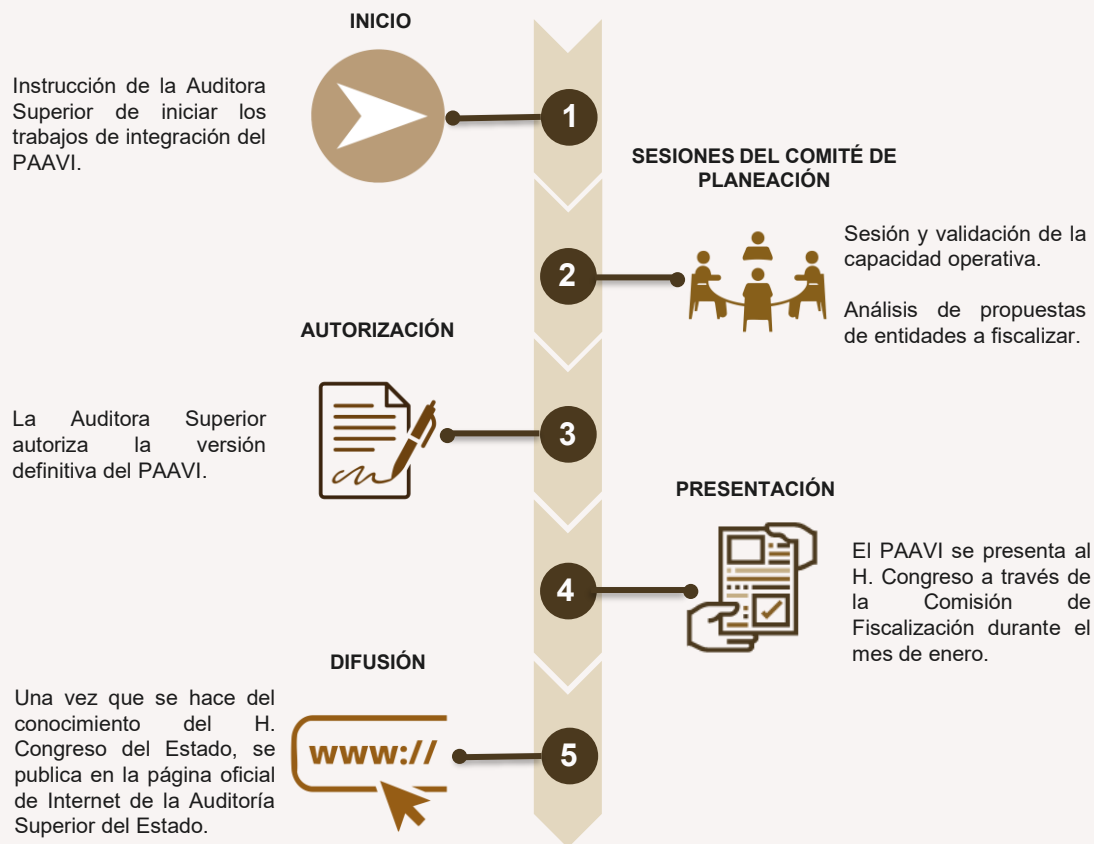 INICIO
Instrucción de la Auditora
Superior de iniciar los
trabajos de integración del
PAAVI.
1
SESIONES DEL COMITÉ DE
PLANEACIÓN
2
Sesión y validación de la
capacidad operativa.
Análisis de propuestas
de entidades a fiscalizar.
AUTORIZACIÓN
La Auditora Superior
autoriza la versión
definitiva del PAAVI.
3
PRESENTACIÓN
4
El PAAVI se presenta al
H. Congreso a través de
la Comisión de
Fiscalización durante el
mes de enero.
DIFUSIÓN
Una vez que se hace del
conocimiento del H.
Congreso del Estado, se
publica en la página oficial
de Internet de la Auditoría
Superior del Estado.
www://
5